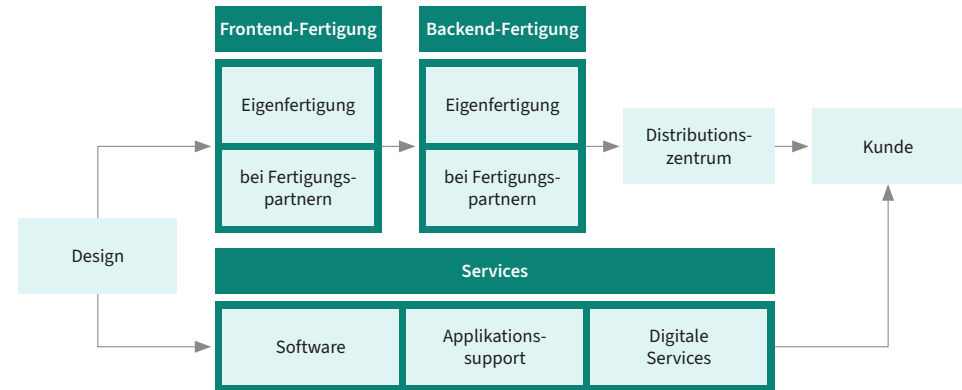 Frontend-Fertigung
Backend-Fertigung
Eigenfertigung
Eigenfertigung
Distributions-
zentrum
Kunde
bei Fertigungs-
partnern
bei Fertigungs-
partnern
Design
Services
Software
Applikations-
support
Digitale
Services